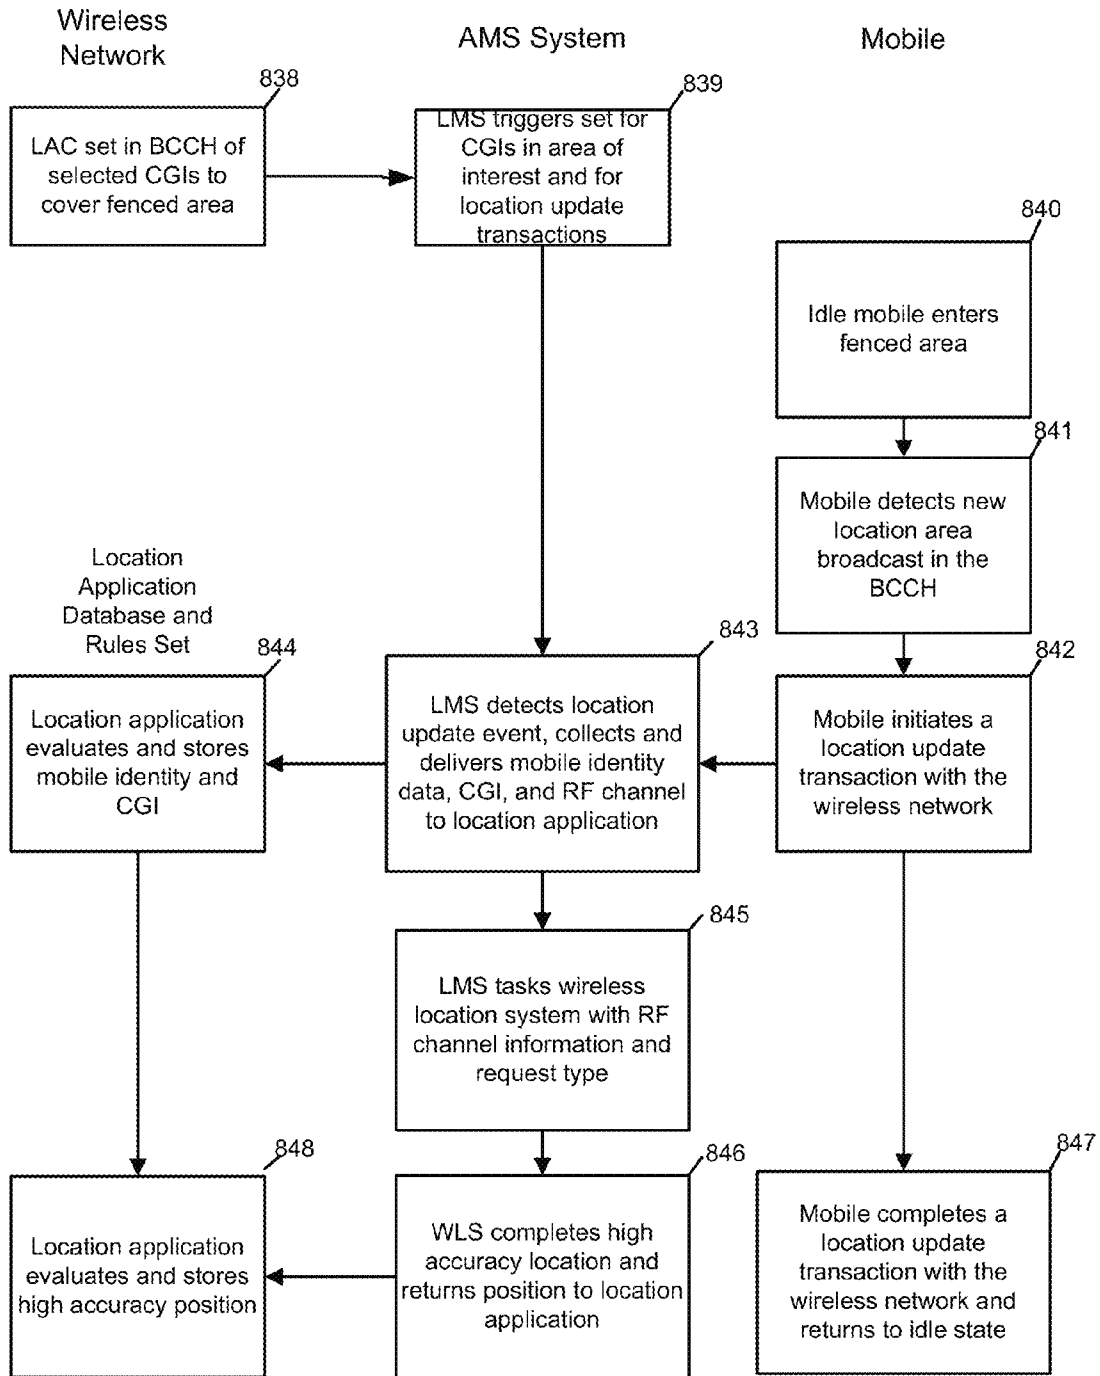 Wireless
Network
AMS System
Mobile
838
LAC set in BCCH of
selected CGIs to
cover fenced area
839
LMS triggers set for
CGIs in area of
interest and for
location update
transactions
840
Idle mobile enters
fenced area
841
Mobile detects new
location area
broadcast in the
BCCH
Location
Application
Database and
Rules Set
844
Location application
evaluates and stores
mobile identity and
CGI
843
LMS detects location
update event, collects and
delivers mobile identity
data, CGI, and RF channel
to location application
842
Mobile initiates a
location update
transaction with the
wireless network
845
LMS tasks wireless
location system with RF
channel information and
request type
848
Location application
evaluates and stores
high accuracy position
846
WLS completes high
accuracy location and
returns position to location
application
847
Mobile completes a
location update
transaction with the
wireless network and
returns to idle state